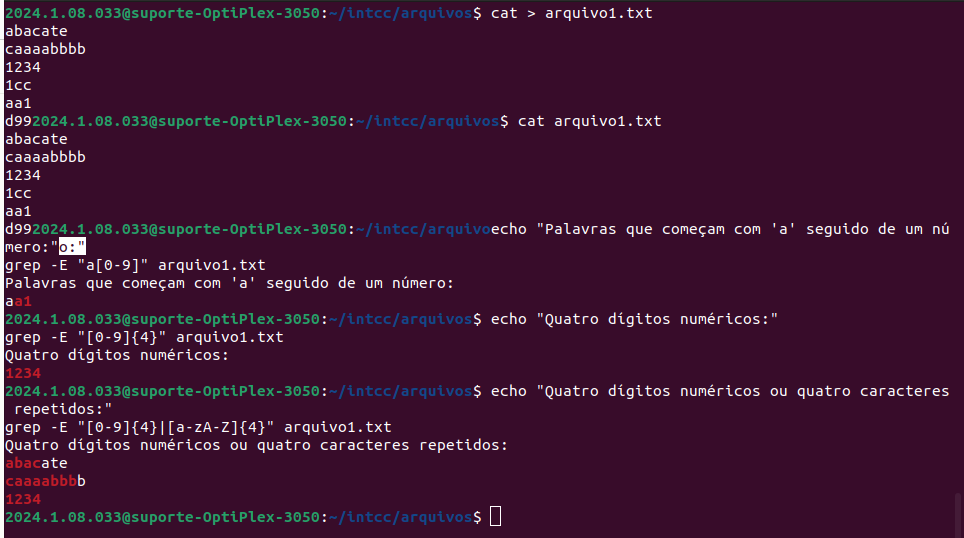 2024.1.08.033@suporte-OptiPlex-3050:~/intcc/arquivos$ cat > arquivo1.txt
abacate
caaaabbbb
1234
1cc
aa1
d992024.1.08.033@suporte-OptiPlex-3050:~/intcc/arquivos$ cat arquivo1.txt
abacate
caaaabbbb
1234
1cc
aa1
d992024.1.08.033@suporte-OptiPlex-3050:~/intcc/arquivoecho "Palavras que começam com 'a' seguido de um nú
mero:"o:"
grep -E "a[0-9]" arquivo1.txt
Palavras que começam com 'a' seguido de um número:
aa1
2024.1.08.033@suporte-OptiPlex-3050:~/intcc/arquivos$ echo "Quatro dígitos numéricos:"
grep -E "[0-9]{4}" arquivo1.txt
Quatro dígitos numéricos:
1234
2024.1.08.033@suporte-OptiPlex-3050:~/intcc/arquivos$ echo "Quatro dígitos numéricos ou quatro caracteres
 repetidos:"
grep -E "[0-9]{4}|[a-zA-Z]{4}" arquivo1.txt
Quatro dígitos numéricos ou quatro caracteres repetidos:
abacate
caaaabbbb
1234
2024.1.08.033@suporte-OptiPlex-3050:~/intcc/arquivos$